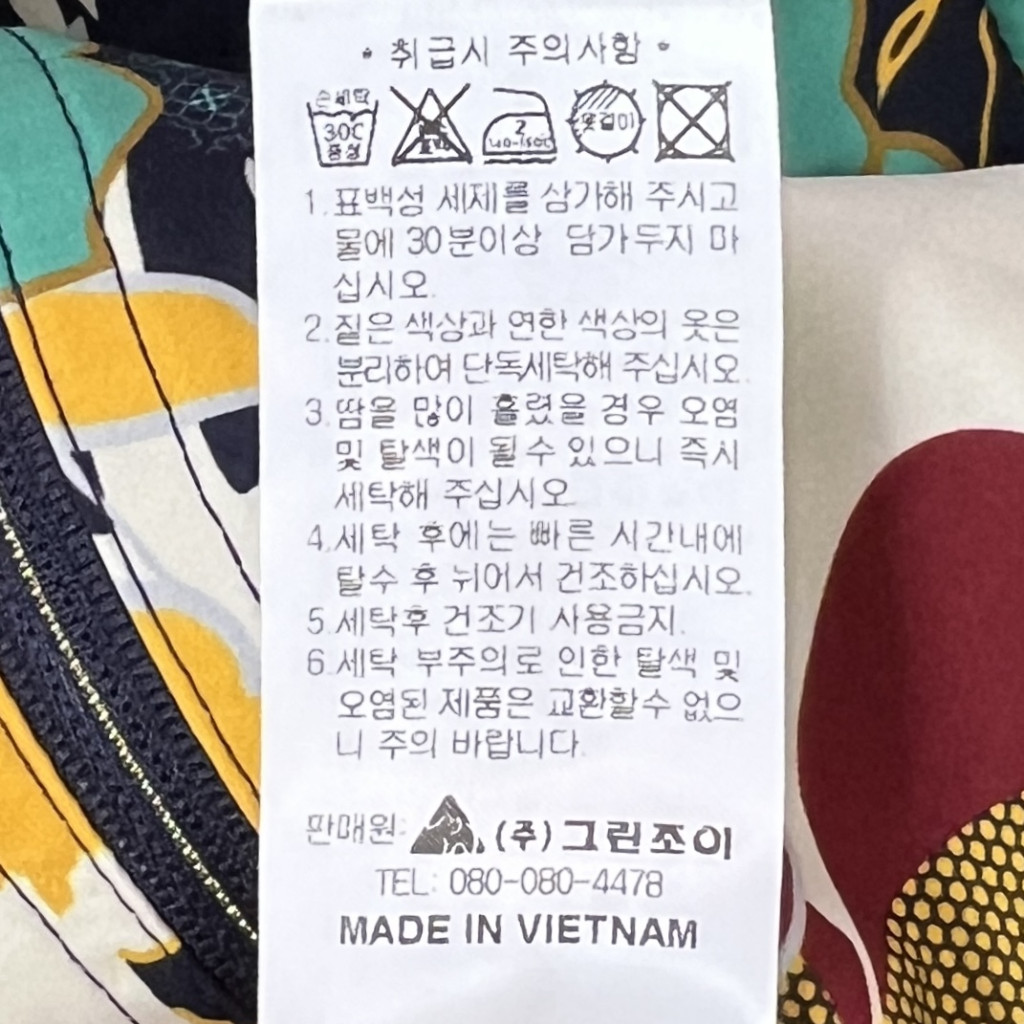 • 취급시 주의사항 •
손세탁
30C
중성
옷걸이
2
140-160C
1. 표백성 세제를 삼가해 주시고
물에 30분이상 담가두지 마
십시오.
2. 짙은 색상과 연한 색상의 옷은
분리하여 단독세탁해 주십시오.
3. 땀을 많이 흘렸을 경우 오염
및 탈색이 될 수 있으니 즉시
세탁해 주십시오.
4. 세탁 후에는 빠른 시간내에
탈수 후 뉘어서 건조하십시오.
5. 세탁후 건조기 사용금지.
6. 세탁 부주의로 인한 탈색 및
오염된 제품은 교환할수 없으
니 주의 바랍니다.
판매원: (주)그린조이
TEL: 080-080-4478
MADE IN VIETNAM